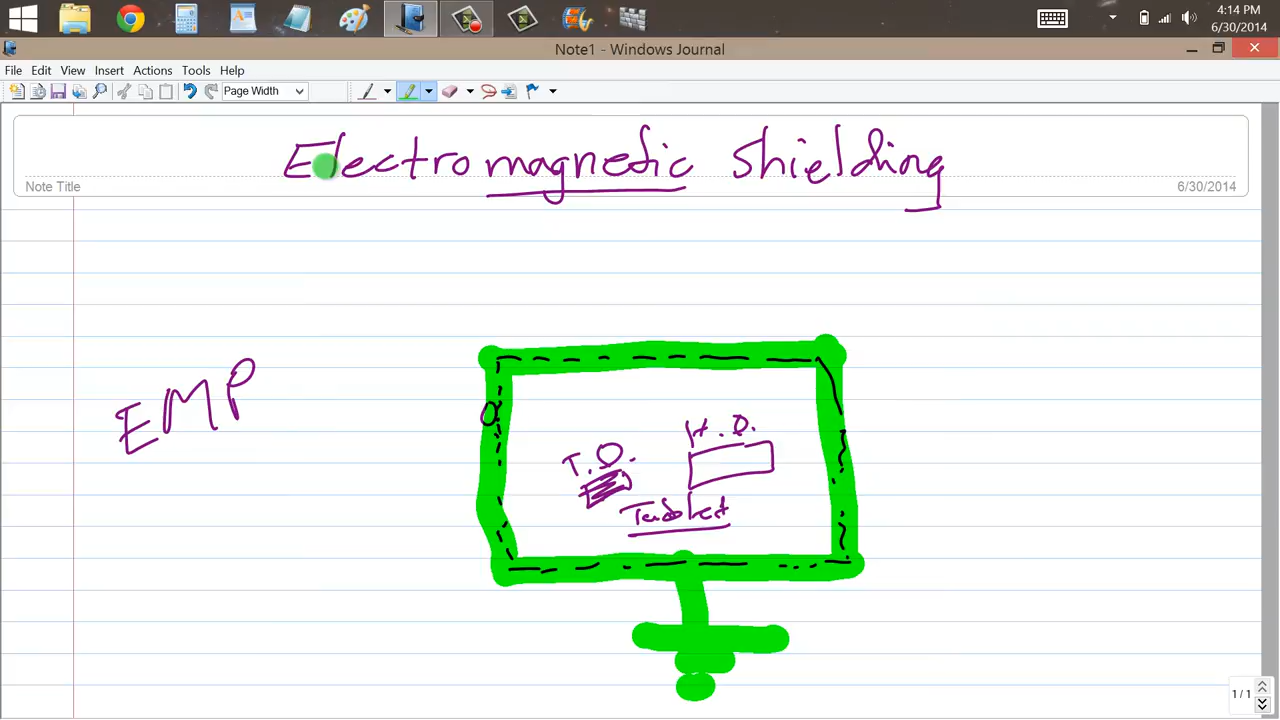 4:14 PM
6/30/2014
Note1 - Windows Journal
File Edit View Insert Actions Tools Help
Page Width
Electromagnetic Shielding
Note Title
6/30/2014
EMP
H.D.
T.D.
1/1